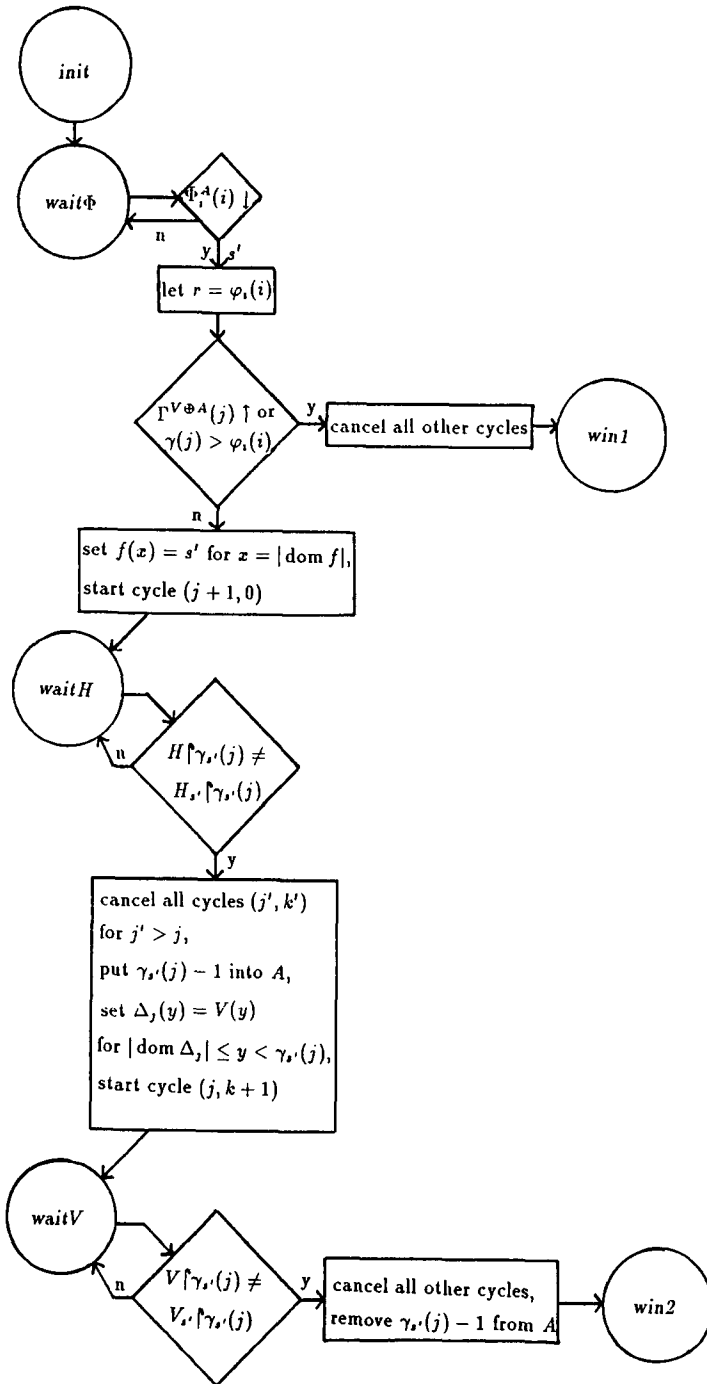 init
waitΦ
Φ_i^A(i) ↓
n
y
s′
let r = φ_i(i)
Γ^{V⊕A}(j) ↑ or
γ(j) > φ_i(i)
y
cancel all other cycles
win1
n
set f(x) = s′ for x = |dom f|,
start cycle (j + 1, 0)
waitH
n
H↾γ_{s′}(j) ≠
H_{s′}↾γ_{s′}(j)
y
cancel all cycles (j′, k′)
for j′ > j,
put γ_{s′}(j) − 1 into A,
set Δ_j(y) = V(y)
for |dom Δ_j| ≤ y < γ_{s′}(j),
start cycle (j, k + 1)
waitV
n
V↾γ_{s′}(j) ≠
V_{s′}↾γ_{s′}(j)
y
cancel all other cycles,
remove γ_{s′}(j) − 1 from A
win2